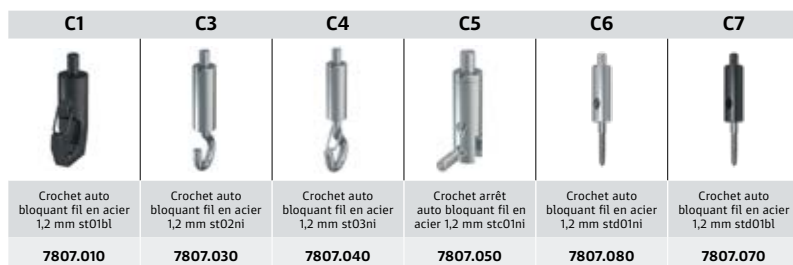 C1 C3 C4 C5 C6 C7
Crochet auto
bloquant fil en acier
1,2 mm st01bl
Crochet auto
bloquant fil en acier
1,2 mm st02ni
Crochet auto
bloquant fil en acier
1,2 mm st03ni
Crochet arrêt
auto bloquant fil en
acier 1,2 mm stc01ni
Crochet auto
bloquant fil en acier
1,2 mm std01ni
Crochet auto
bloquant fil en acier
1,2 mm std01bl
7807.010 7807.030 7807.040 7807.050 7807.080 7807.070